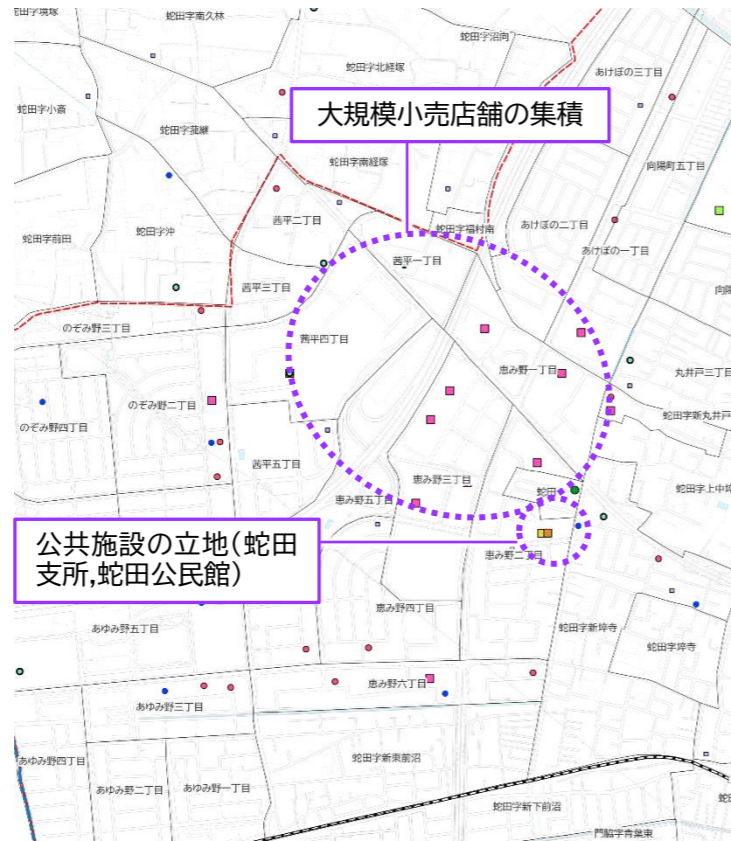 蛇田字南久林
蛇田字沼向
蛇田字北経塚
あけぼの三丁目
蛇田字小斎
大規模小売店舗の集積
蛇田字菰継
蛇田字南経塚
向陽町五丁目
蛇田字前田
蛇田字沖
茜平二丁目
蛇田字福村南
あけぼの二丁目
あけぼの一丁目
茜平一丁目
茜平三丁目
のぞみ野三丁目
茜平四丁目
恵み野一丁目
丸井戸三丁目
のぞみ野二丁目
蛇田字新丸井戸
のぞみ野四丁目
茜平五丁目
恵み野三丁目
蛇田
恵み野五丁目
公共施設の立地(蛇田
支所,蛇田公民館)
恵み野二丁目
恵み野四丁目
あゆみ野五丁目
蛇田字新埣寺
蛇田字埣寺
恵み野六丁目
あゆみ野三丁目
あゆみ野四丁目
あゆみ野二丁目
あゆみ野一丁目
蛇田字新東前沼
蛇田字新下前沼
門脇字青葉東